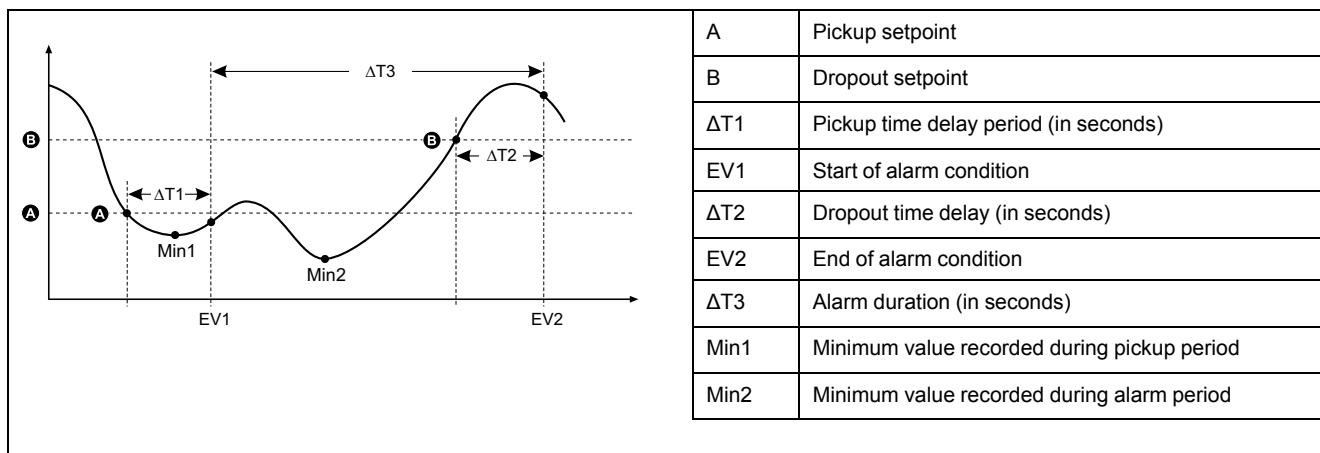 ΔT3
B
B
ΔT2
ΔT1
A
A
Min1
Min2
EV1
EV2
A Pickup setpoint
B Dropout setpoint
ΔT1 Pickup time delay period (in seconds)
EV1 Start of alarm condition
ΔT2 Dropout time delay (in seconds)
EV2 End of alarm condition
ΔT3 Alarm duration (in seconds)
Min1 Minimum value recorded during pickup period
Min2 Minimum value recorded during alarm period